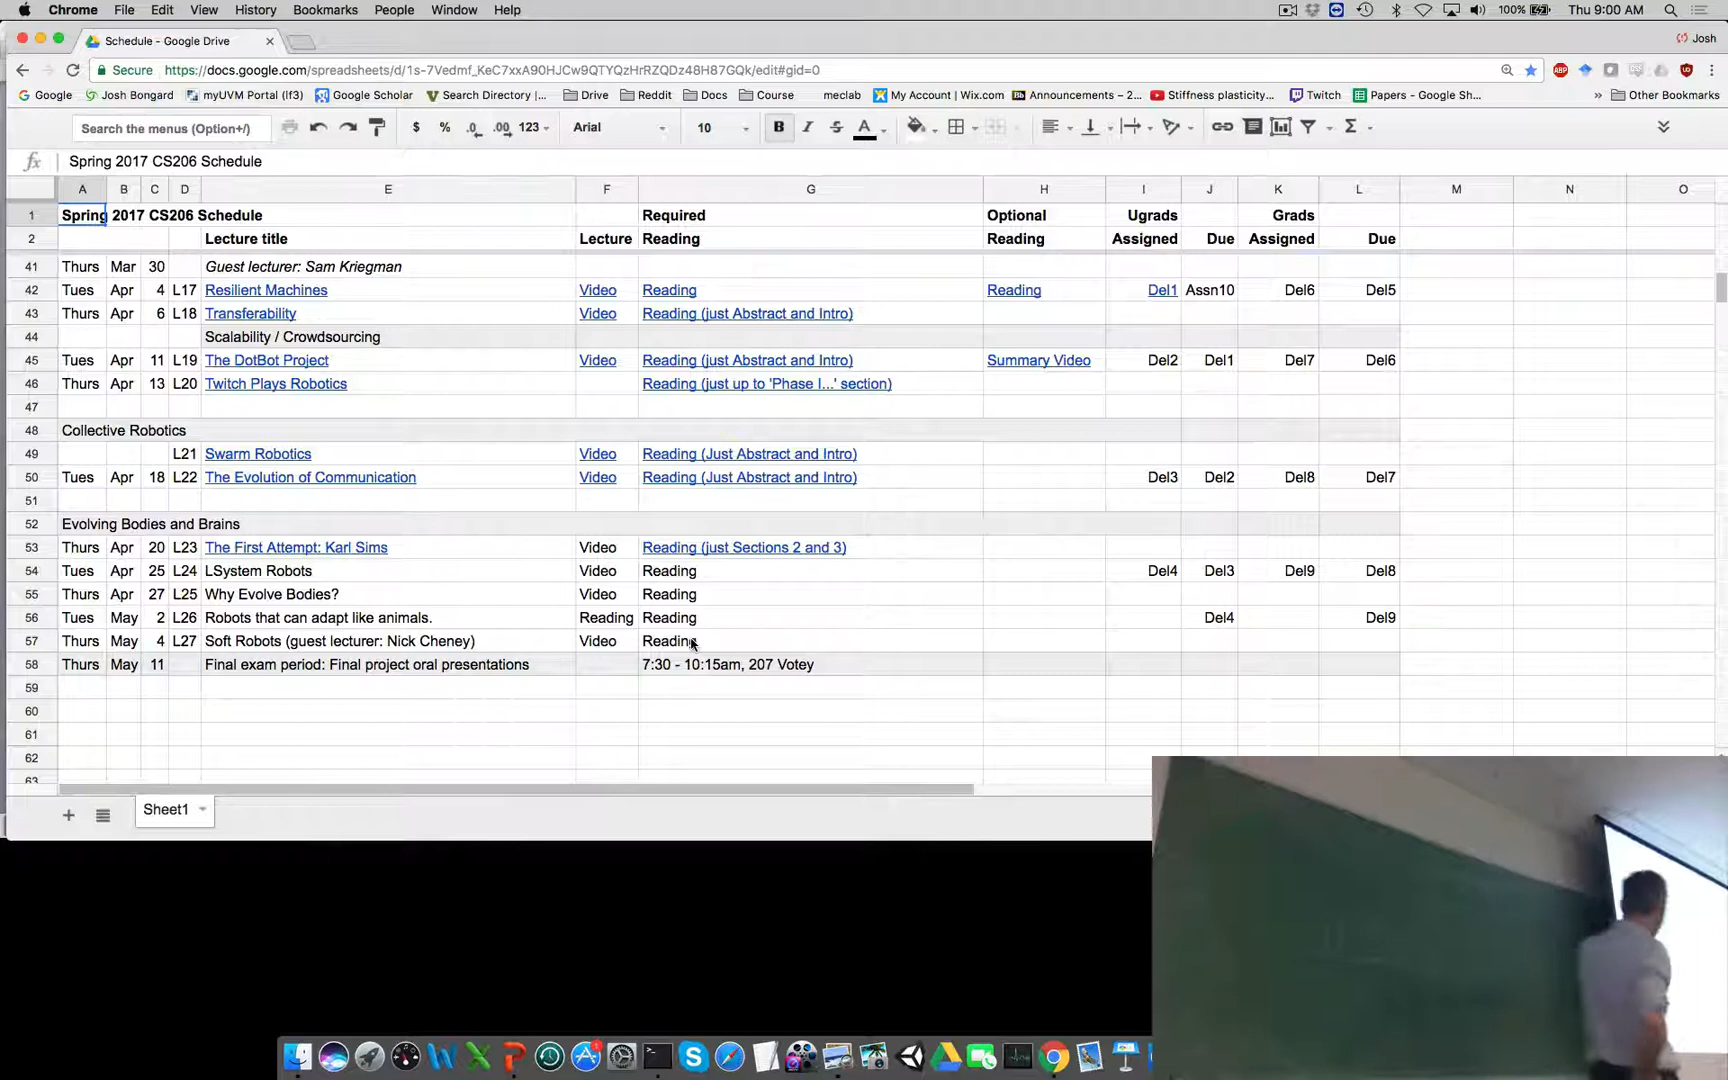 Chrome File Edit View History Bookmarks People Window Help 100% Thu 9:00 AM
Schedule - Google Drive Josh
Secure https://docs.google.com/spreadsheets/d/1s-7Vedmf_KeC7xxA90HJCw9QTYQzHrRZQDz48H87GQk/edit#gid=0
Google Josh Bongard myUVM Portal (lf3) Google Scholar Search Directory |... Drive Reddit Docs Course meclab My Account | Wix.com Announcements – 2... Stiffness plasticity... Twitch Papers - Google Sh... » Other Bookmarks
Search the menus (Option+/) $ % .0 .00 123 Arial 10 B I S A Σ
fx Spring 2017 CS206 Schedule
A B C D E F G H I J K L M N O
1 Spring 2017 CS206 Schedule Required Optional Ugrads Grads
2 Lecture title Lecture Reading Reading Assigned Due Assigned Due
41 Thurs Mar 30 Guest lecturer: Sam Kriegman
42 Tues Apr 4 L17 Resilient Machines Video Reading Reading Del1 Assn10 Del6 Del5
43 Thurs Apr 6 L18 Transferability Video Reading (just Abstract and Intro)
44 Scalability / Crowdsourcing
45 Tues Apr 11 L19 The DotBot Project Video Reading (just Abstract and Intro) Summary Video Del2 Del1 Del7 Del6
46 Thurs Apr 13 L20 Twitch Plays Robotics Reading (just up to 'Phase I...' section)
47
48 Collective Robotics
49 L21 Swarm Robotics Video Reading (Just Abstract and Intro)
50 Tues Apr 18 L22 The Evolution of Communication Video Reading (Just Abstract and Intro) Del3 Del2 Del8 Del7
51
52 Evolving Bodies and Brains
53 Thurs Apr 20 L23 The First Attempt: Karl Sims Video Reading (just Sections 2 and 3)
54 Tues Apr 25 L24 LSystem Robots Video Reading Del4 Del3 Del9 Del8
55 Thurs Apr 27 L25 Why Evolve Bodies? Video Reading
56 Tues May 2 L26 Robots that can adapt like animals. Reading Reading Del4 Del9
57 Thurs May 4 L27 Soft Robots (guest lecturer: Nick Cheney) Video Reading
58 Thurs May 11 Final exam period: Final project oral presentations 7:30 - 10:15am, 207 Votey
59
60
61
62
63
Sheet1